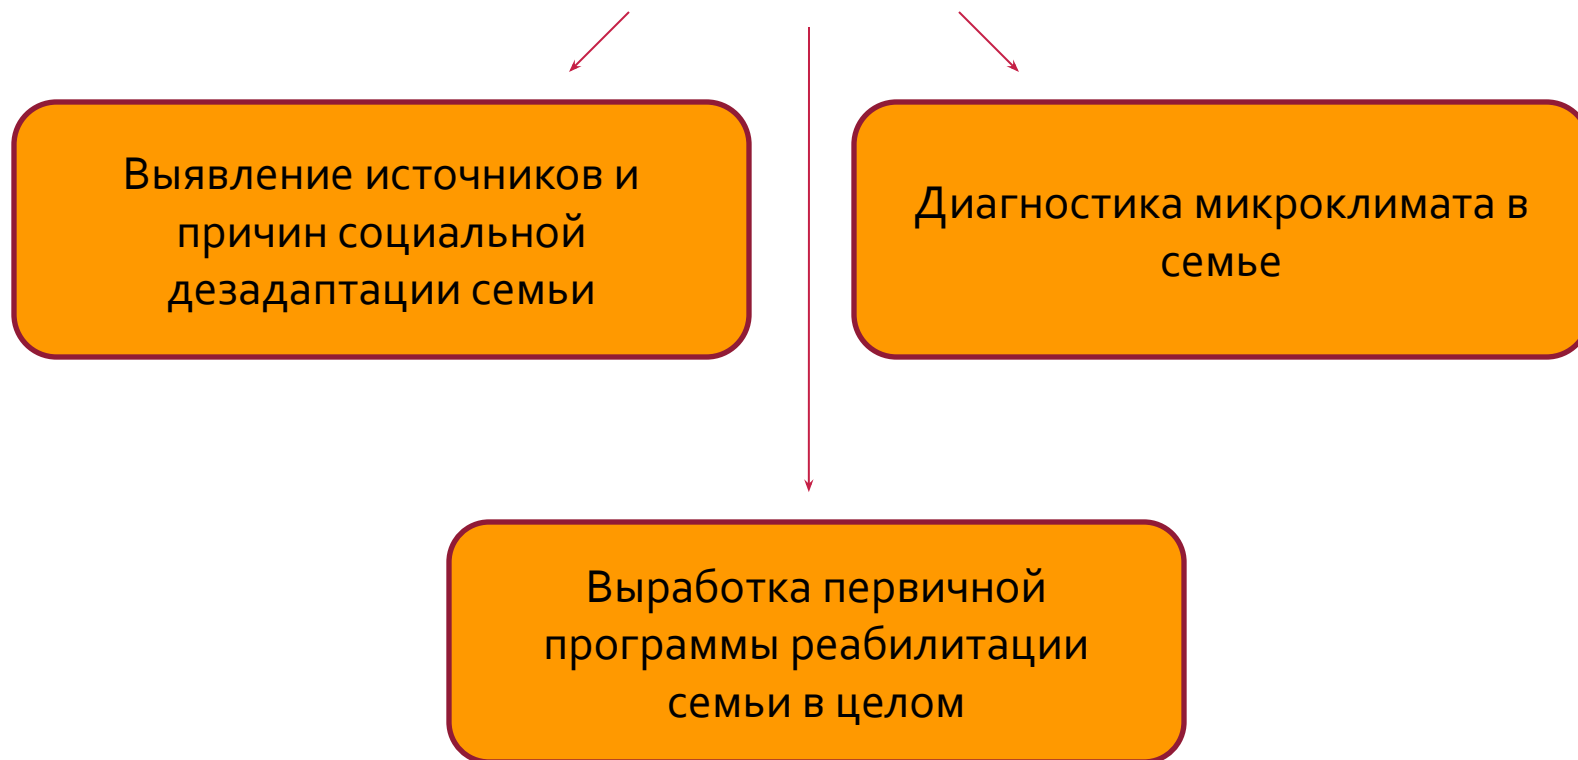 Выявление источников и
причин социальной
дезадаптации семьи
Диагностика микроклимата в
семье
Выработка первичной
программы реабилитации
семьи в целом